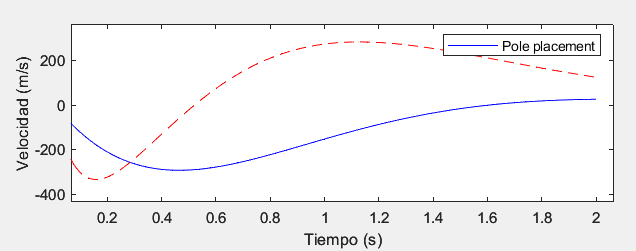 Pole placement
200
0
-200
-400
Velocidad (m/s)
0.2 0.4 0.6 0.8 1 1.2 1.4 1.6 1.8 2
Tiempo (s)